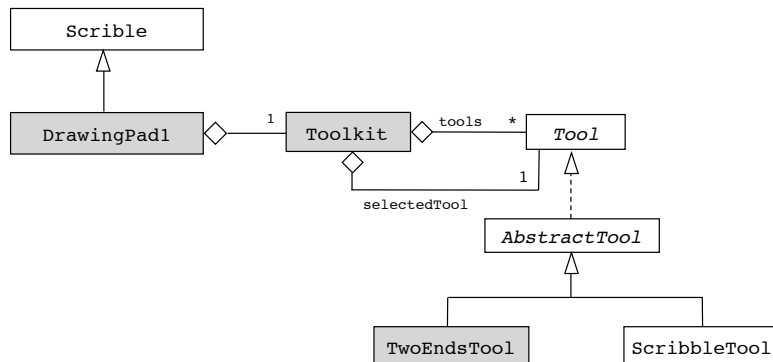 Scrible
DrawingPad1
1
Toolkit
tools
*
Tool
1
selectedTool
AbstractTool
TwoEndsTool
ScribbleTool